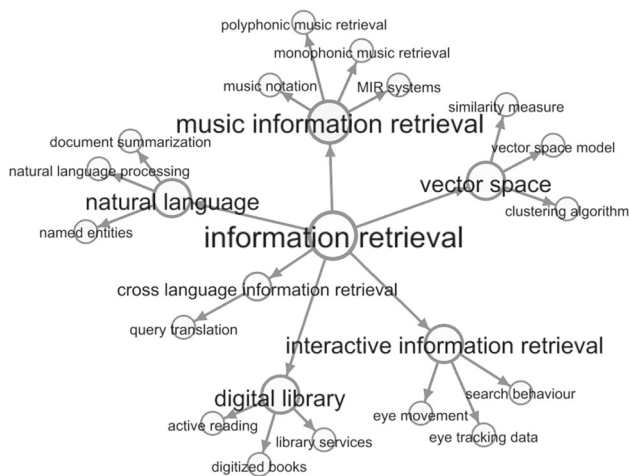 polyphonic music retrieval
monophonic music retrieval
music notation
MIR systems
music information retrieval
similarity measure
document summarization
vector space model
natural language processing
vector space
natural language
clustering algorithm
named entities
information retrieval
cross language information retrieval
query translation
interactive information retrieval
search behaviour
digital library
eye movement
active reading
eye tracking data
library services
digitized books